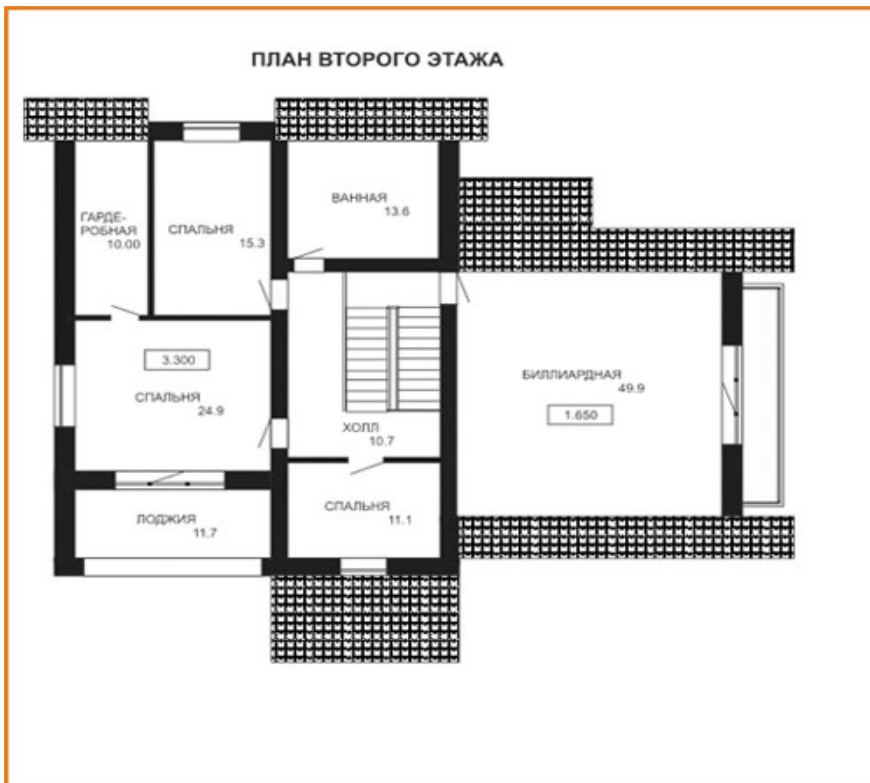 ПЛАН ВТОРОГО ЭТАЖА
ГАРДЕ-
РОБНАЯ
10.00
СПАЛЬНЯ
15.3
ВАННАЯ
13.6
3.300
СПАЛЬНЯ
24.9
БИЛЛИАРДНАЯ
49.9
1.650
ХОЛЛ
10.7
ЛОДЖИЯ
11.7
СПАЛЬНЯ
11.1